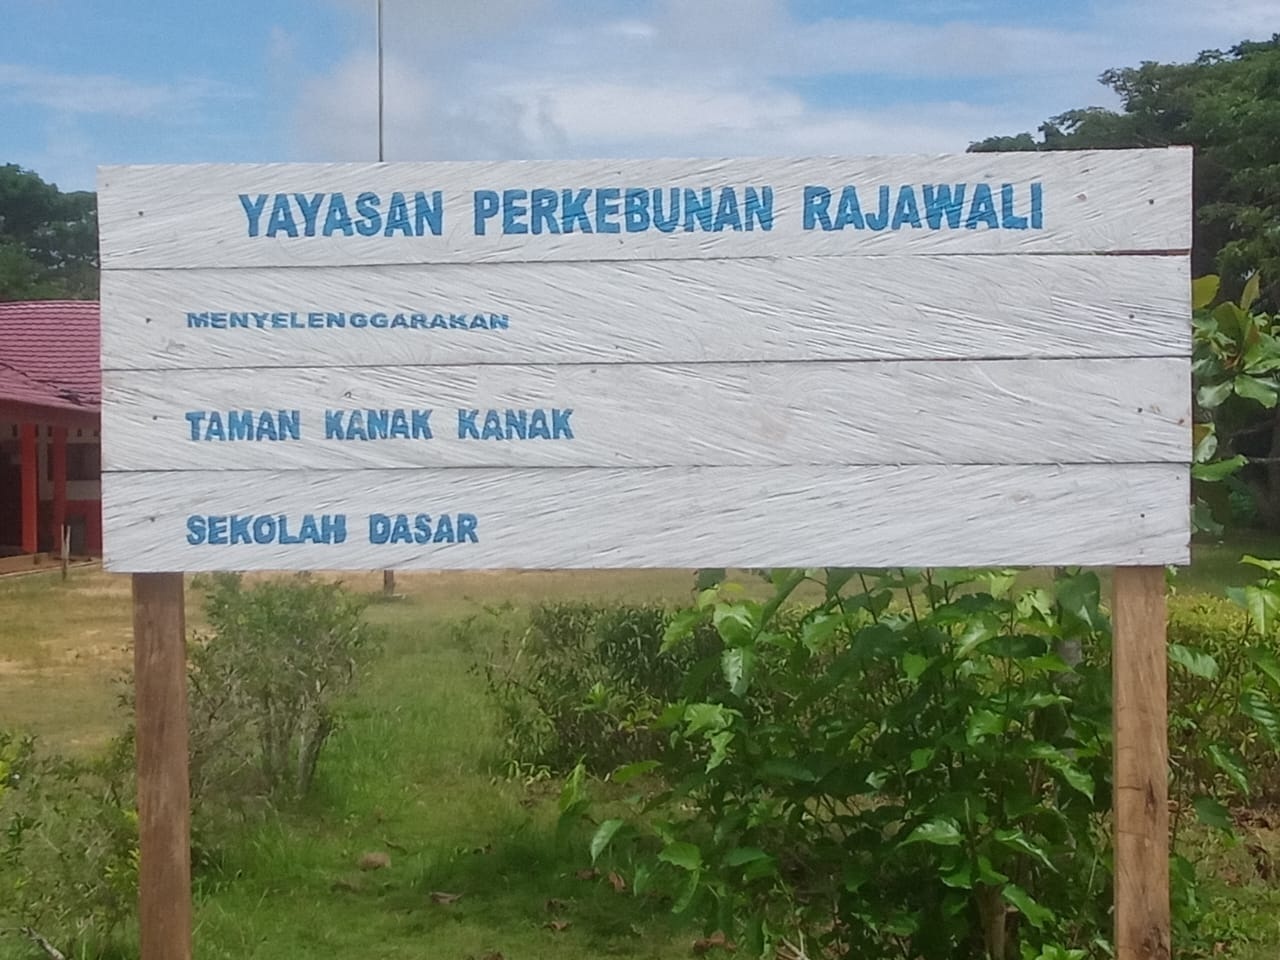 YAYASAN PERKEBUNAN RAJAWALI
MENYELENGGARAKAN
TAMAN KANAK KANAK
SEKOLAH DASAR